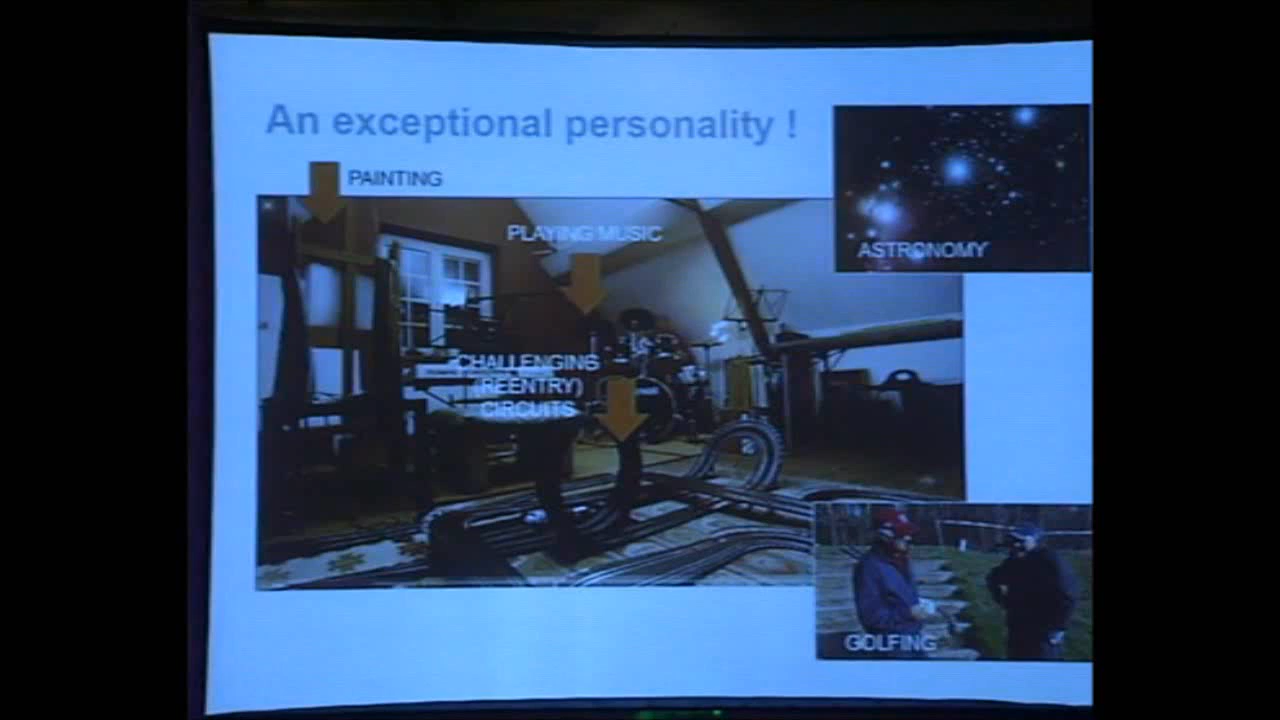 An exceptional personality !
PAINTING
PLAYING MUSIC
ASTRONOMY
CHALLENGING
(REENTRY)
CIRCUITS
GOLFING